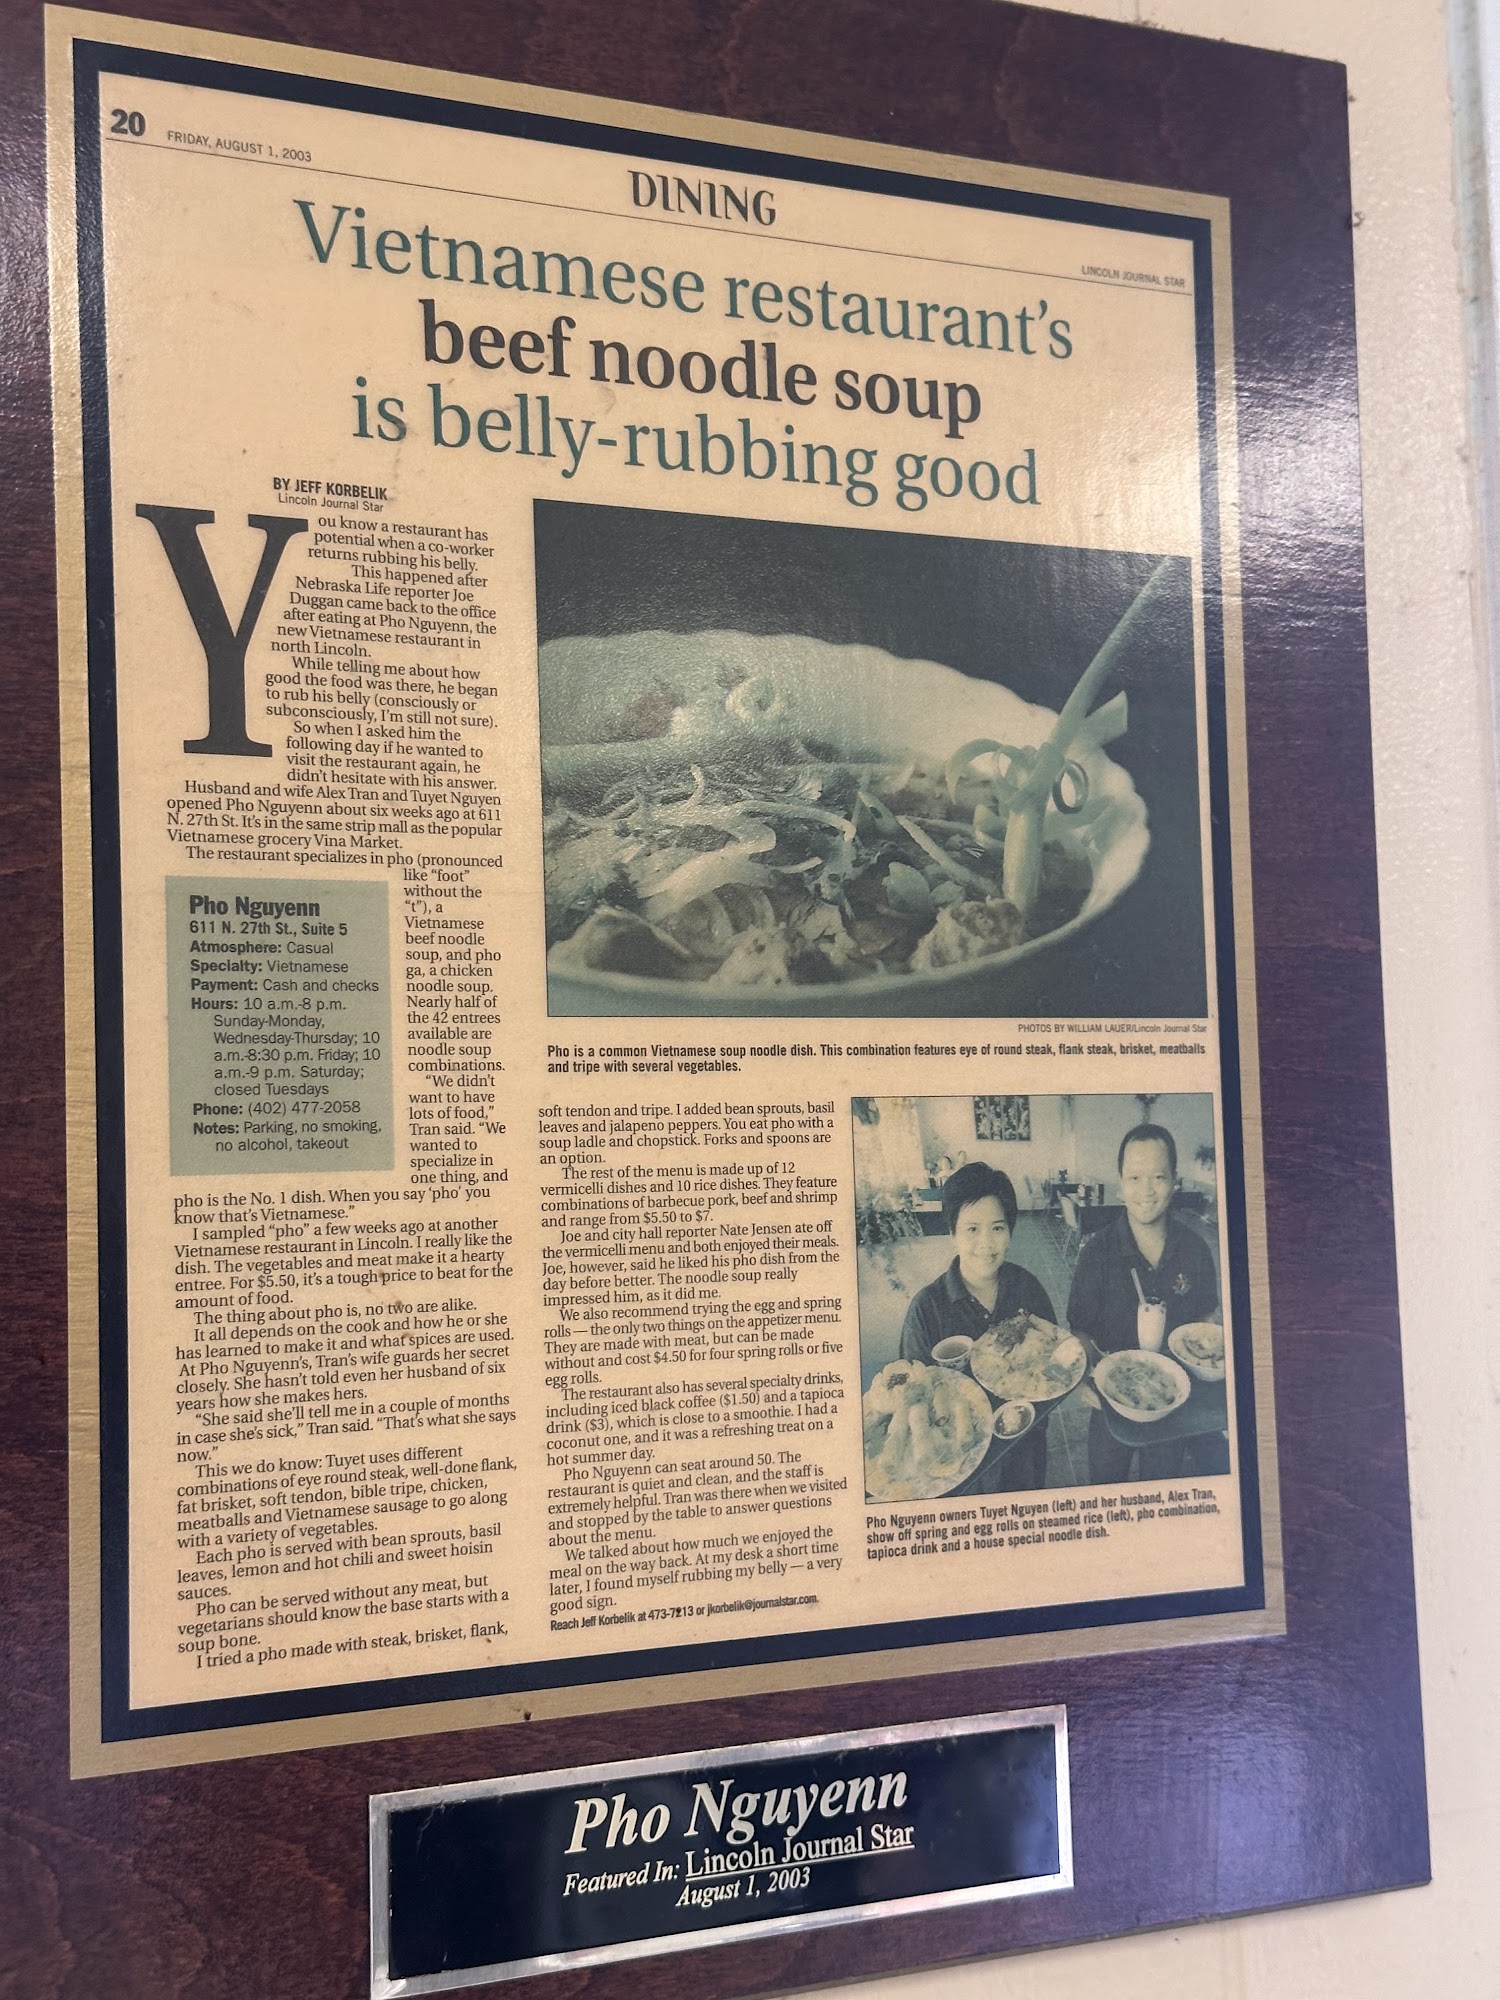 20
FRIDAY, AUGUST 1, 2003
DINING
LINCOLN JOURNAL STAR
Vietnamese restaurant's
beef noodle soup
is belly-rubbing good
BY JEFF KORBELIK
Lincoln Journal Star
You know a restaurant has
potential when a co-worker
returns rubbing his belly.
This happened after
Nebraska Life reporter Joe
Duggan came back to the office
after eating at Pho Nguyenn, the
new Vietnamese restaurant in
north Lincoln.
While telling me about how
good the food was there, he began
to rub his belly (consciously or
subconsciously, I'm still not sure).
So when I asked him the
following day if he wanted to
visit the restaurant again, he
didn't hesitate with his answer.
Husband and wife Alex Tran and Tuyet Nguyen
opened Pho Nguyenn about six weeks ago at 611
N. 27th St. It's in the same strip mall as the popular
Vietnamese grocery Vina Market.
The restaurant specializes in pho (pronounced
like "foot"
without the
"t"), a
Vietnamese
beef noodle
soup, and pho
ga, a chicken
noodle soup.
Nearly half of
the 42 entrees
available are
noodle soup
combinations.
"We didn't
want to have
lots of food,"
Tran said. "We
wanted to
specialize in
one thing, and
pho is the No. 1 dish. When you say 'pho' you
know that's Vietnamese."
I sampled "pho" a few weeks ago at another
Vietnamese restaurant in Lincoln. I really like the
dish. The vegetables and meat make it a hearty
entree. For $5.50, it's a tough price to beat for the
amount of food.
The thing about pho is, no two are alike.
It all depends on the cook and how he or she
has learned to make it and what spices are used.
At Pho Nguyenn's, Tran's wife guards her secret
closely. She hasn't told even her husband of six
years how she makes hers.
"She said she'll tell me in a couple of months
in case she's sick," Tran said. "That's what she says
now."
This we do know: Tuyet uses different
combinations of eye round steak, well-done flank,
fat brisket, soft tendon, bible tripe, chicken,
meatballs and Vietnamese sausage to go along
with a variety of vegetables.
Each pho is served with bean sprouts, basil
leaves, lemon and hot chili and sweet hoisin
sauces.
Pho can be served without any meat, but
vegetarians should know the base starts with a
soup bone.
I tried a pho made with steak, brisket, flank,
Pho Nguyenn
611 N. 27th St., Suite 5
Atmosphere: Casual
Specialty: Vietnamese
Payment: Cash and checks
Hours: 10 a.m.-8 p.m.
Sunday-Monday,
Wednesday-Thursday; 10
a.m.-8:30 p.m. Friday; 10
a.m.-9 p.m. Saturday;
closed Tuesdays
Phone: (402) 477-2058
Notes: Parking, no smoking,
no alcohol, takeout
PHOTOS BY WILLIAM LAUER/Lincoln Journal Star
Pho is a common Vietnamese soup noodle dish. This combination features eye of round steak, flank steak, brisket, meatballs
and tripe with several vegetables.
soft tendon and tripe. I added bean sprouts, basil
leaves and jalapeno peppers. You eat pho with a
soup ladle and chopstick. Forks and spoons are
an option.
The rest of the menu is made up of 12
vermicelli dishes and 10 rice dishes. They feature
combinations of barbecue pork, beef and shrimp
and range from $5.50 to $7.
Joe and city hall reporter Nate Jensen ate off
the vermicelli menu and both enjoyed their meals.
Joe, however, said he liked his pho dish from the
day before better. The noodle soup really
impressed him, as it did me.
We also recommend trying the egg and spring
rolls — the only two things on the appetizer menu.
They are made with meat, but can be made
without and cost $4.50 for four spring rolls or five
egg rolls.
The restaurant also has several specialty drinks,
including iced black coffee ($1.50) and a tapioca
drink ($3), which is close to a smoothie. I had a
coconut one, and it was a refreshing treat on a
hot summer day.
Pho Nguyenn can seat around 50. The
restaurant is quiet and clean, and the staff is
extremely helpful. Tran was there when we visited
and stopped by the table to answer questions
about the menu.
We talked about how much we enjoyed the
meal on the way back. At my desk a short time
later, I found myself rubbing my belly — a very
good sign.
Reach Jeff Korbelik at 473-7213 or jkorbelik@journalstar.com.
Pho Nguyenn owners Tuyet Nguyen (left) and her husband, Alex Tran,
show off spring and egg rolls on steamed rice (left), pho combination,
tapioca drink and a house special noodle dish.
Pho Nguyenn
Featured In: Lincoln Journal Star
August 1, 2003